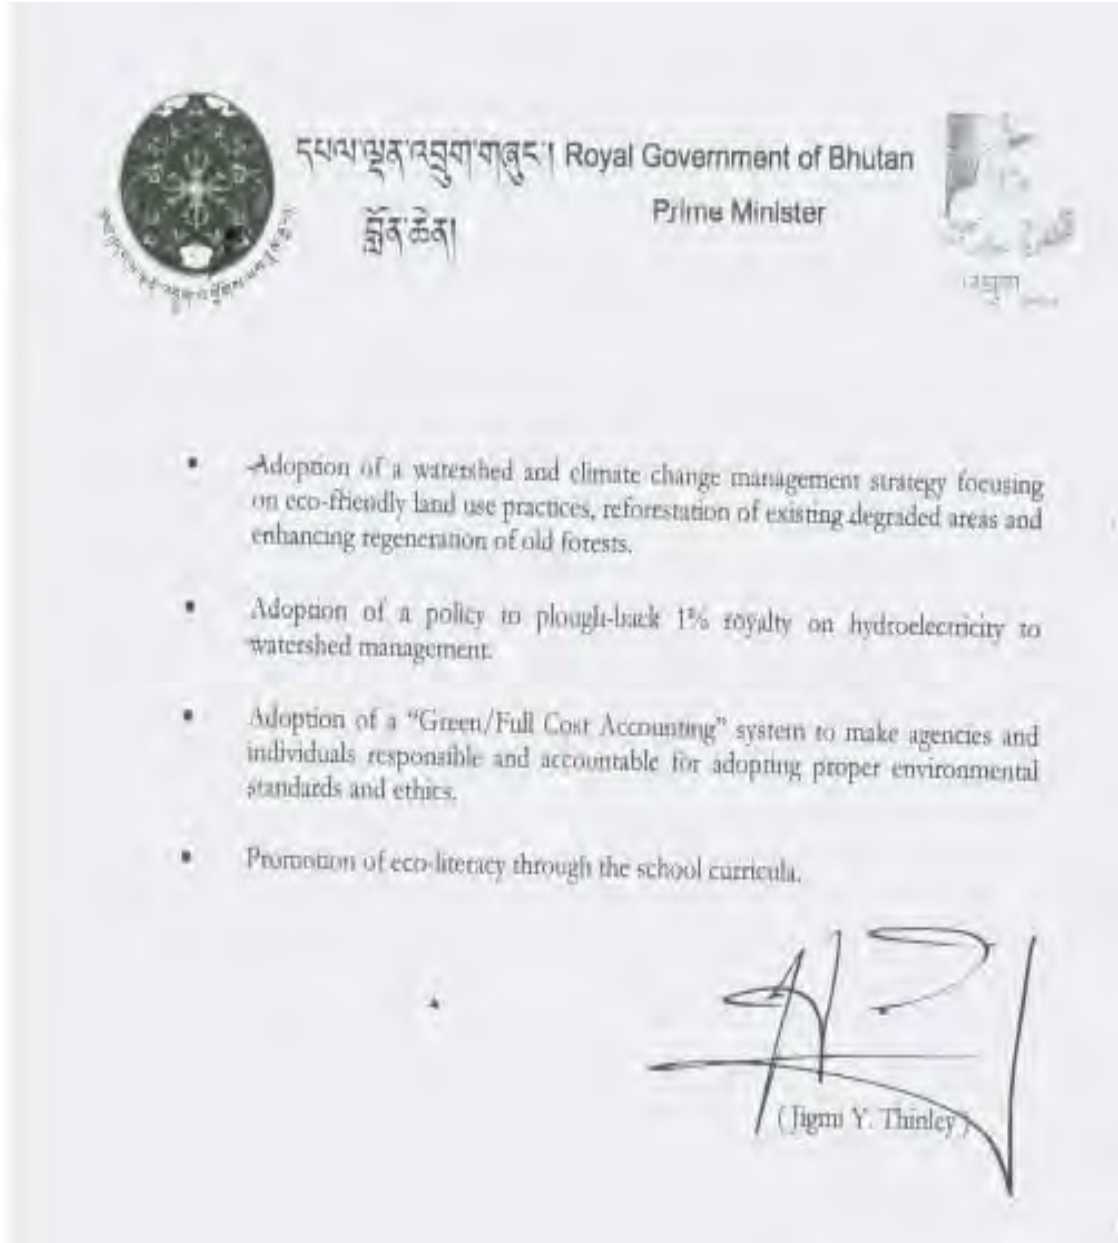 དཔལ་ལྡན་འབྲུག་གཞུང་། Royal Government of Bhutan
བློན་ཆེན། Prime Minister
འབྲུག
• Adoption of a watershed and climate change management strategy focusing
on eco-friendly land use practices, reforestation of existing degraded areas and
enhancing regeneration of old forests.
• Adoption of a policy to plough-back 1% royalty on hydroelectricity to
watershed management.
• Adoption of a “Green/Full Cost Accounting” system to make agencies and
individuals responsible and accountable for adopting proper environmental
standards and ethics.
• Promotion of eco-literacy through the school curricula.
( Jigmi Y. Thinley )